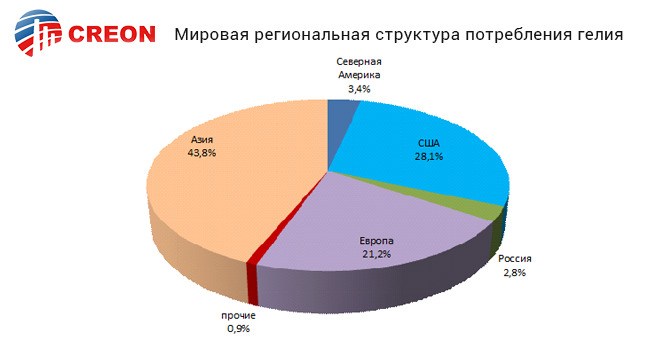 CREON
Мировая региональная структура потребления гелия
Северная
Америка
3,4%
США
28,1%
Россия
2,8%
Европа
21,2%
прочие
0,9%
Азия
43,8%